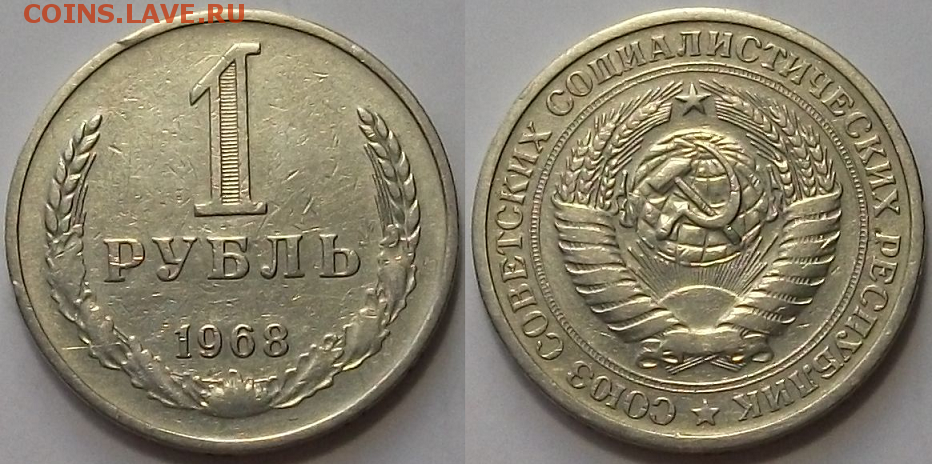 COINS.LAVE.RU
1
РУБЛЬ
1968
СОЮЗ СОВЕТСКИХ СОЦИАЛИСТИЧЕСКИХ РЕСПУБЛИК